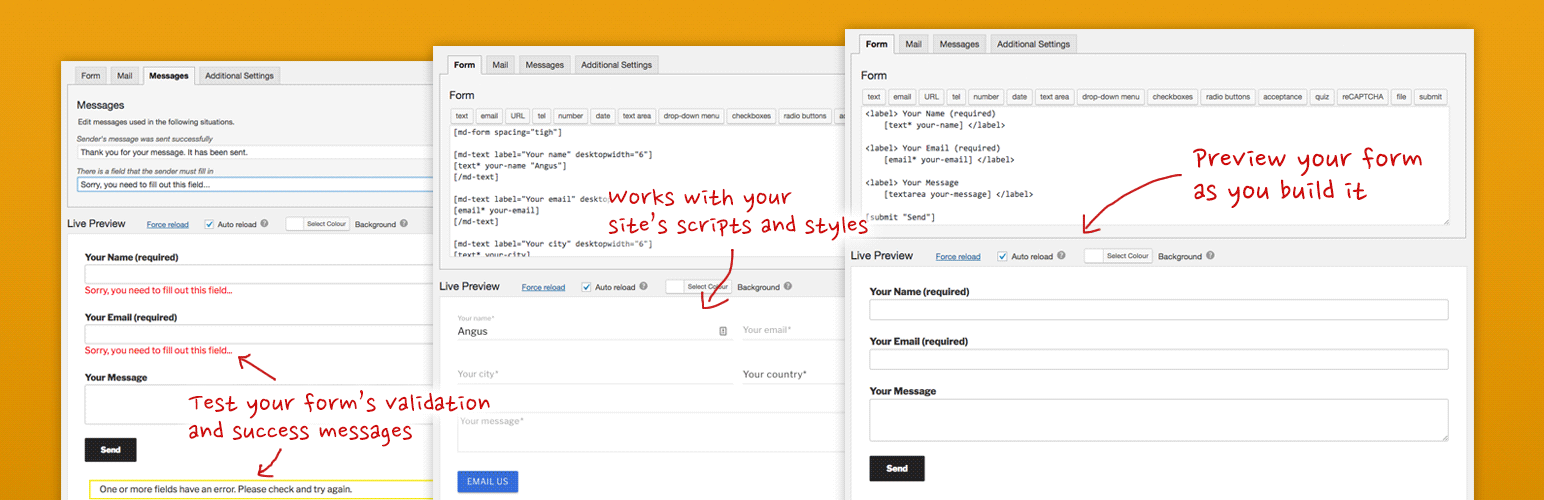 Form Mail Messages Additional Settings
Messages
Edit messages used in the following situations.
Sender's message was sent successfully
Thank you for your message. It has been sent.
There is a field that the sender must fill in
Sorry, you need to fill out this field...
Live Preview Force reload Auto reload ? Select Colour Background ?
Your Name (required)
Sorry, you need to fill out this field...
Your Email (required)
Sorry, you need to fill out this field...
Your Message
Send
One or more fields have an error. Please check and try again.
Test your form's validation
and success messages
Form Mail Messages Additional Settings
Form
text email URL tel number date text area drop-down menu checkboxes radio buttons
[md-form spacing="tigh"]
[md-text label="Your name" desktopwidth="6"]
[text* your-name "Angus"]
[/md-text]
[md-text label="Your email"
[email* your-email]
[/md-text]
[md-text label="Your city" desktopwidth="6"]
[text* your-city]
Works with your
site's scripts and styles
Live Preview Force reload Auto reload ? Select Colour Background ?
Your name*
Angus
Your email*
Your city*
Your country*
Your message*
EMAIL US
Form Mail Messages Additional Settings
Form
text email URL tel number date text area drop-down menu checkboxes radio buttons acceptance quiz reCAPTCHA file submit
<label> Your Name (required)
[text* your-name] </label>
<label> Your Email (required)
[email* your-email] </label>
<label> Your Message
[textarea your-message] </label>
[submit "Send"]
Preview your form
as you build it
Live Preview Force reload Auto reload ? Select Colour Background ?
Your Name (required)
Your Email (required)
Your Message
Send